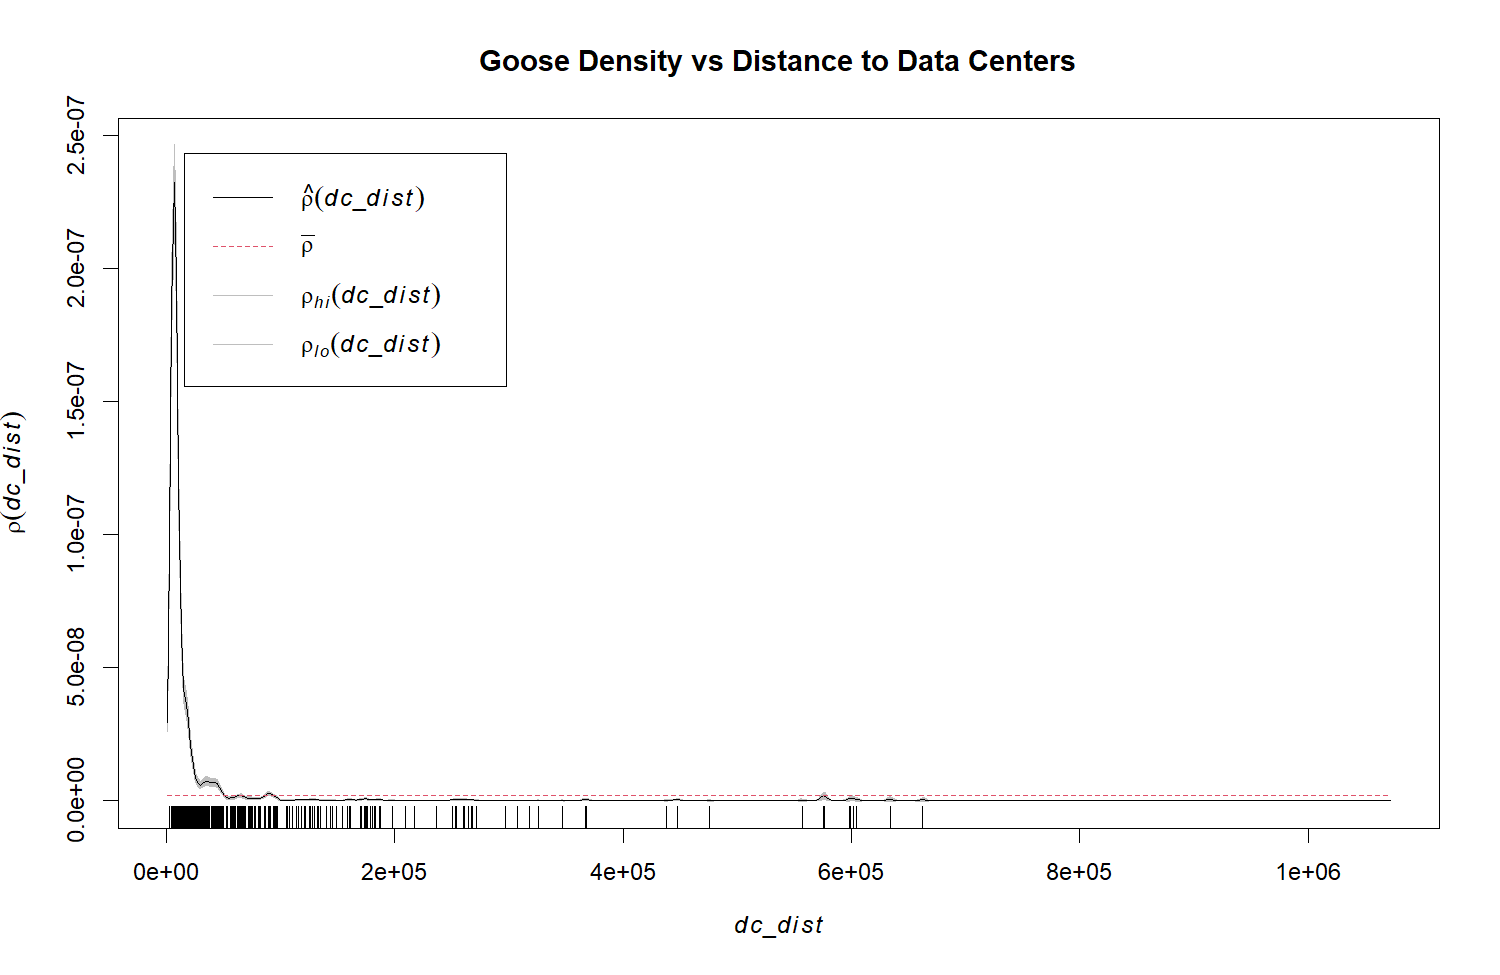 Goose Density vs Distance to Data Centers
2.5e-07
2.0e-07
1.5e-07
1.0e-07
5.0e-08
0.0e+00
ρ(dc_dist)
ρ̂(dc_dist)
ρ̅
ρhi(dc_dist)
ρlo(dc_dist)
0e+00 2e+05 4e+05 6e+05 8e+05 1e+06
dc_dist